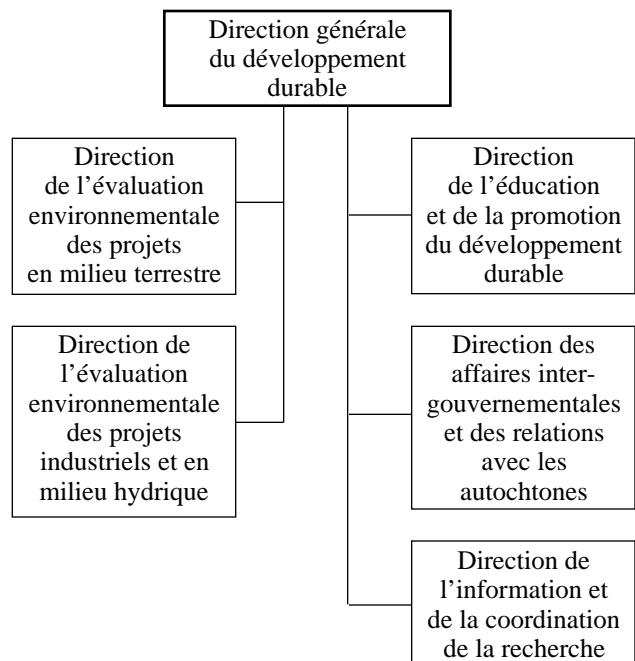 Direction générale
du développement
durable
Direction
de l’évaluation
environnementale
des projets
en milieu terrestre
Direction
de l’éducation
et de la promotion
du développement
durable
Direction de
l’évaluation
environnementale
des projets
industriels et en
milieu hydrique
Direction des
affaires inter-
gouvernementales
et des relations
avec les
autochtones
Direction de
l’information et
de la coordination
de la recherche